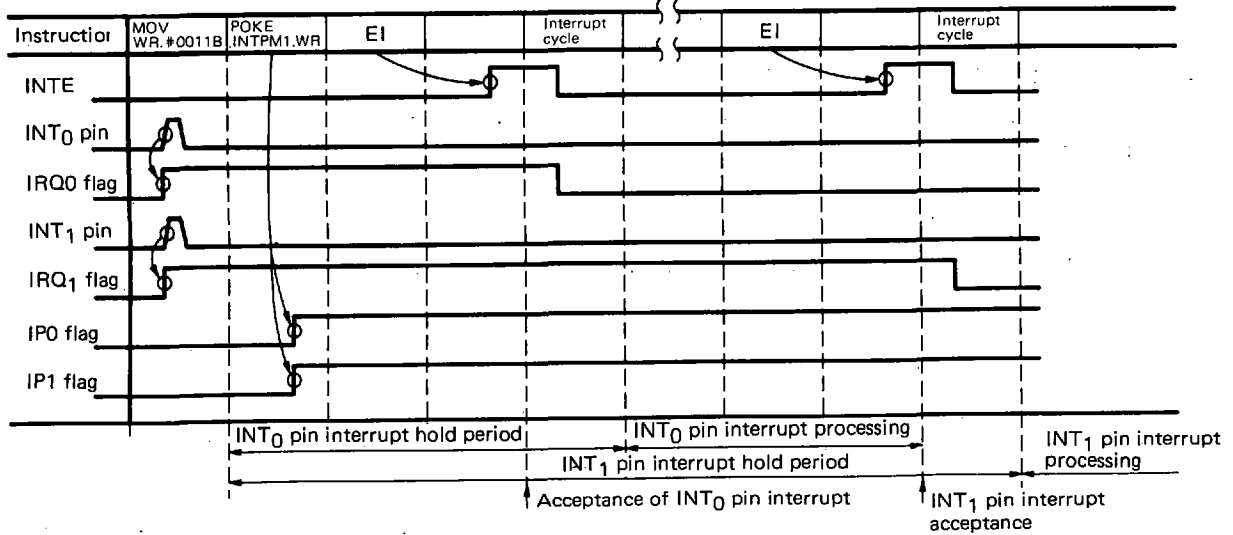 Instruction
MOV
WR.#0011B
POKE
.INTPM1.WR
EI
Interrupt
cycle
EI
Interrupt
cycle
INTE
INT0 pin
IRQ0 flag
INT1 pin
IRQ1 flag
IP0 flag
IP1 flag
INT0 pin interrupt hold period
INT0 pin interrupt processing
INT1 pin interrupt hold period
INT1 pin interrupt
processing
Acceptance of INT0 pin interrupt
INT1 pin interrupt
acceptance